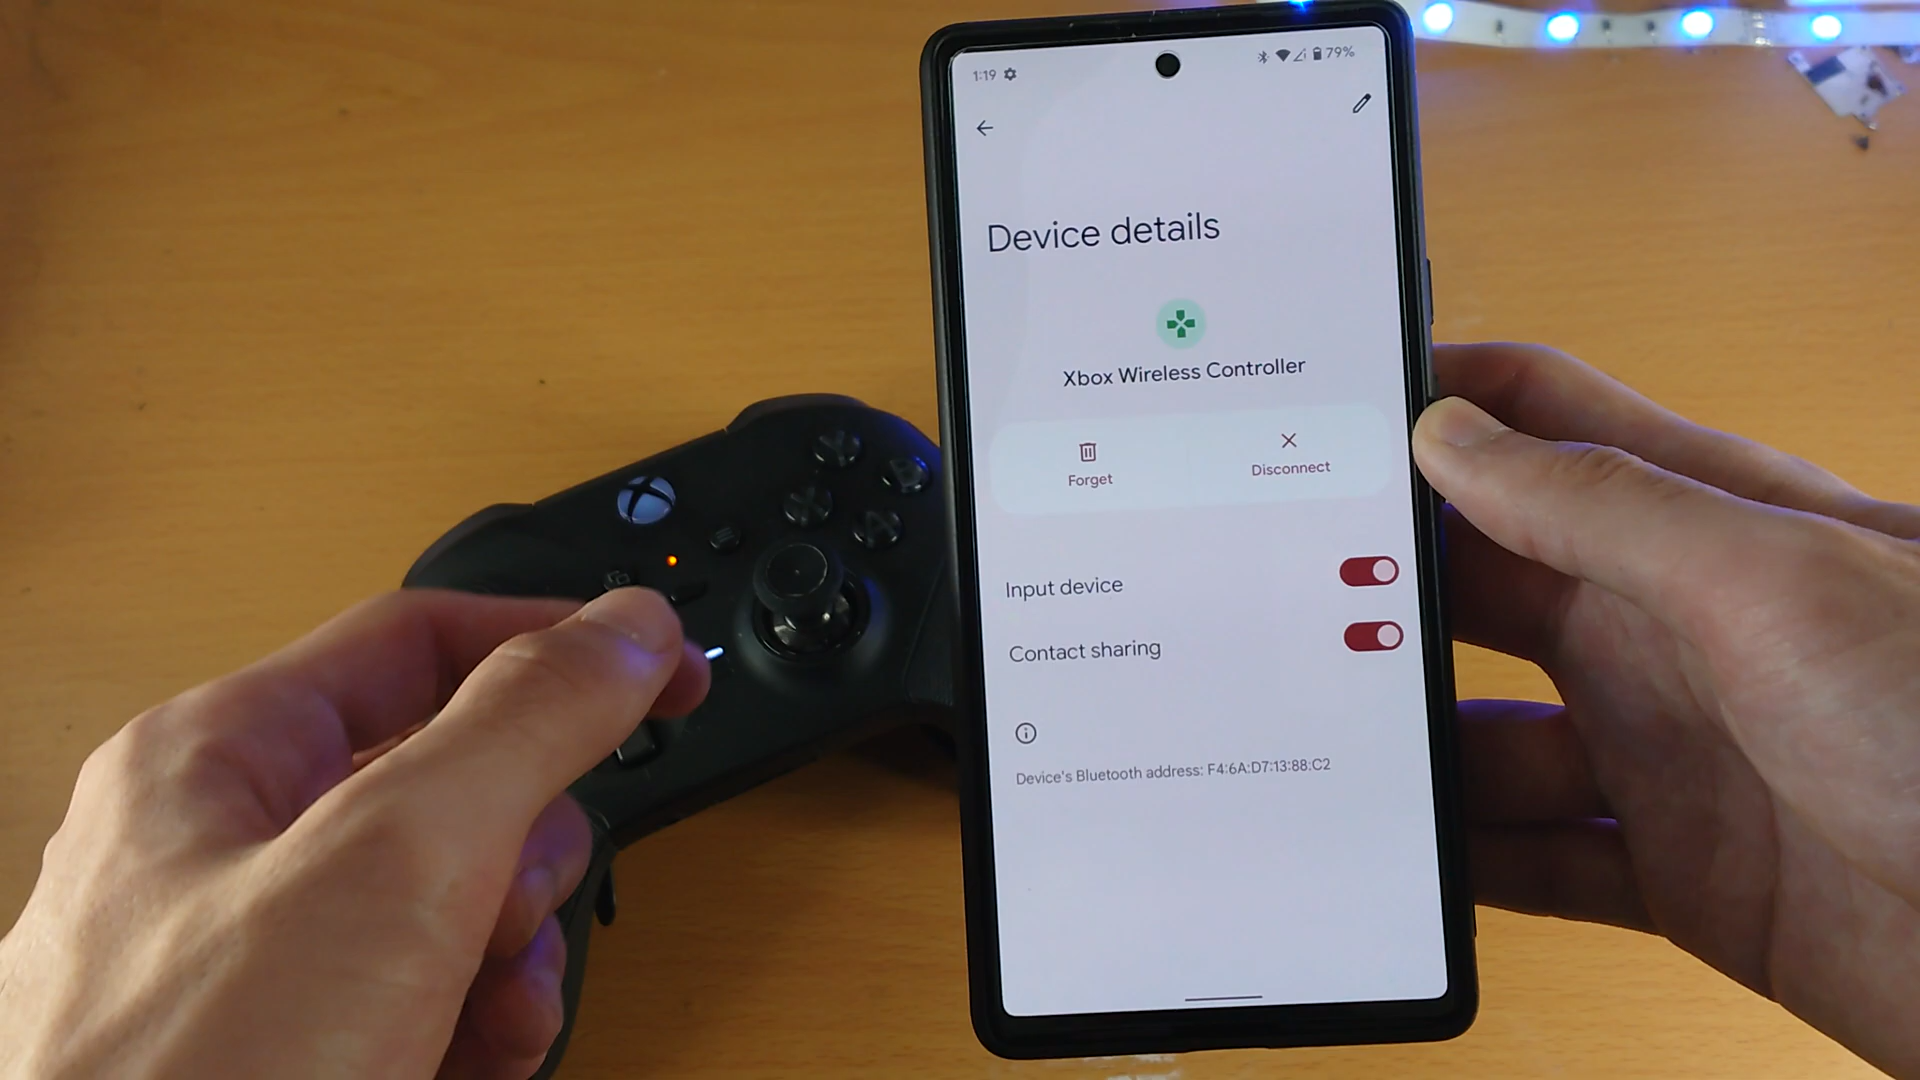 1:19
79%
Device details
Xbox Wireless Controller
Forget
Disconnect
Input device
Contact sharing
Device's Bluetooth address: F4:6A:D7:13:88:C2
Y
B
X
A